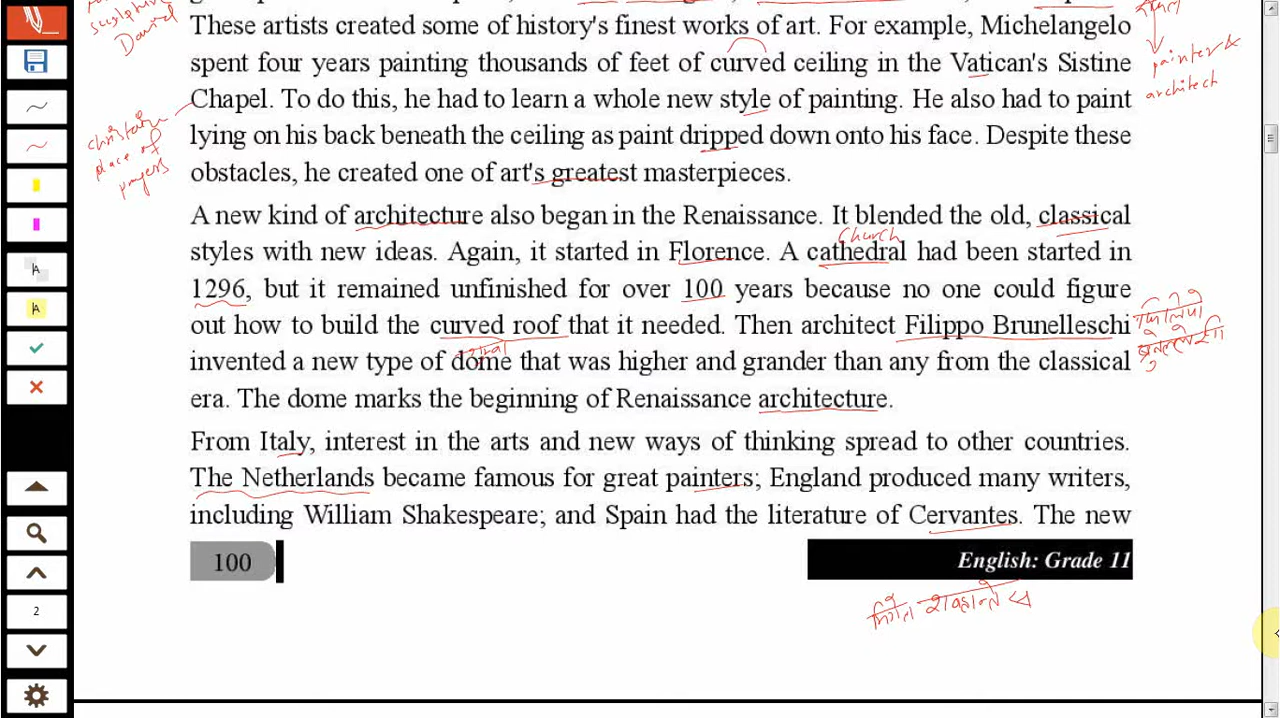 sculpture
David
These artists created some of history's finest works of art. For example, Michelangelo
spent four years painting thousands of feet of curved ceiling in the Vatican's Sistine
painter &
architech
Chapel. To do this, he had to learn a whole new style of painting. He also had to paint
lying on his back beneath the ceiling as paint dripped down onto his face. Despite these
place of
prayers
obstacles, he created one of art's greatest masterpieces.
A new kind of architecture also began in the Renaissance. It blended the old, classical
church
styles with new ideas. Again, it started in Florence. A cathedral had been started in
1296, but it remained unfinished for over 100 years because no one could figure
out how to build the curved roof that it needed. Then architect Filippo Brunelleschi
invented a new type of dome that was higher and grander than any from the classical
era. The dome marks the beginning of Renaissance architecture.
From Italy, interest in the arts and new ways of thinking spread to other countries.
The Netherlands became famous for great painters; England produced many writers,
including William Shakespeare; and Spain had the literature of Cervantes. The new
100
English: Grade 11
2